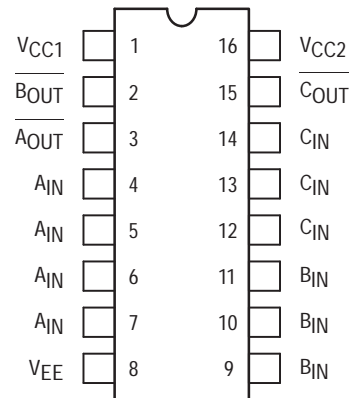 VCC1 1 16 VCC2
BOUT 2 15 COUT
AOUT 3 14 CIN
AIN 4 13 CIN
AIN 5 12 CIN
AIN 6 11 BIN
AIN 7 10 BIN
VEE 8 9 BIN